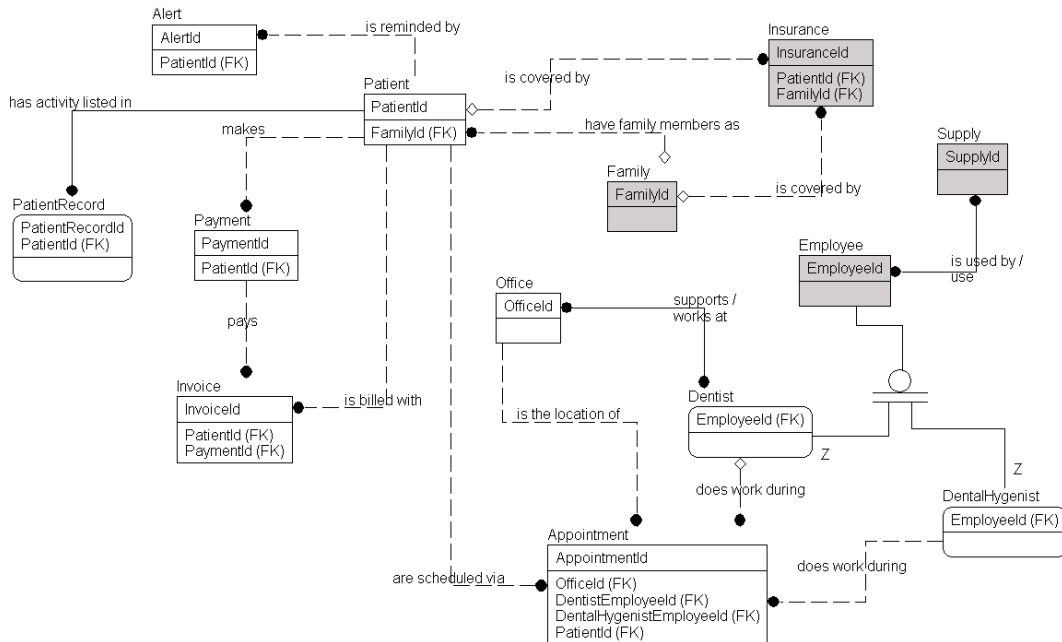 Alert
AlertId
PatientId (FK)
is reminded by
Insurance
InsuranceId
PatientId (FK)
FamilyId (FK)
is covered by
Patient
PatientId
FamilyId (FK)
has activity listed in
makes
have family members as
Family
FamilyId
is covered by
Supply
SupplyId
PatientRecord
PatientRecordId
PatientId (FK)
Payment
PaymentId
PatientId (FK)
Employee
EmployeeId
is used by /
use
Office
OfficeId
supports /
works at
pays
Invoice
InvoiceId
PatientId (FK)
PaymentId (FK)
is billed with
is the location of
Dentist
EmployeeId (FK)
Z
Z
does work during
DentalHygenist
EmployeeId (FK)
Appointment
AppointmentId
OfficeId (FK)
DentistEmployeeId (FK)
DentalHygenistEmployeeId (FK)
PatientId (FK)
are scheduled via
does work during